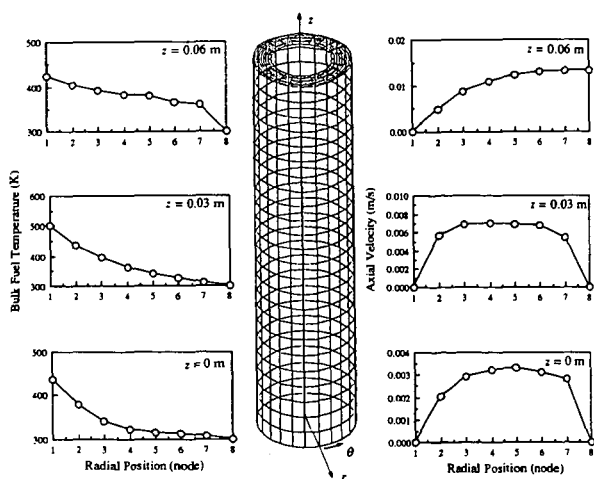 z
500
400
300
z = 0.06 m
1 2 3 4 5 6 7 8
0.02
0.01
0.00
z = 0.06 m
1 2 3 4 5 6 7 8
Bulk Fuel Temperature (K)
600
500
400
300
z = 0.03 m
1 2 3 4 5 6 7 8
Axial Velocity (m/s)
0.010
0.008
0.006
0.004
0.002
0.000
z = 0.03 m
1 2 3 4 5 6 7 8
500
400
300
z = 0 m
1 2 3 4 5 6 7 8
Radial Position (node)
0.004
0.003
0.002
0.001
0.000
z = 0 m
1 2 3 4 5 6 7 8
Radial Position (node)
θ
r